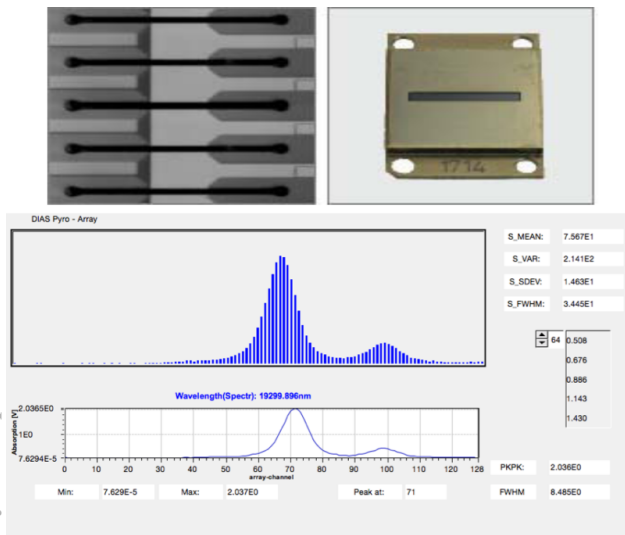 1714
DIAS Pyro - Array
S_MEAN: 7.567E1
S_VAR: 2.141E2
S_SDEV: 1.463E1
S_FWHM: 3.445E1
64 0.508
0.676
0.886
1.143
1.430
Wavelength(Spectr): 19299.896nm
Absorption [V]
2.0365E0
1E0
7.6294E-5
0 10 20 30 40 50 60 70 80 90 100 110 120 128
array-channel
PKPK: 2.036E0
Min: 7.629E-5 Max: 2.037E0 Peak at: 71 FWHM 8.485E0